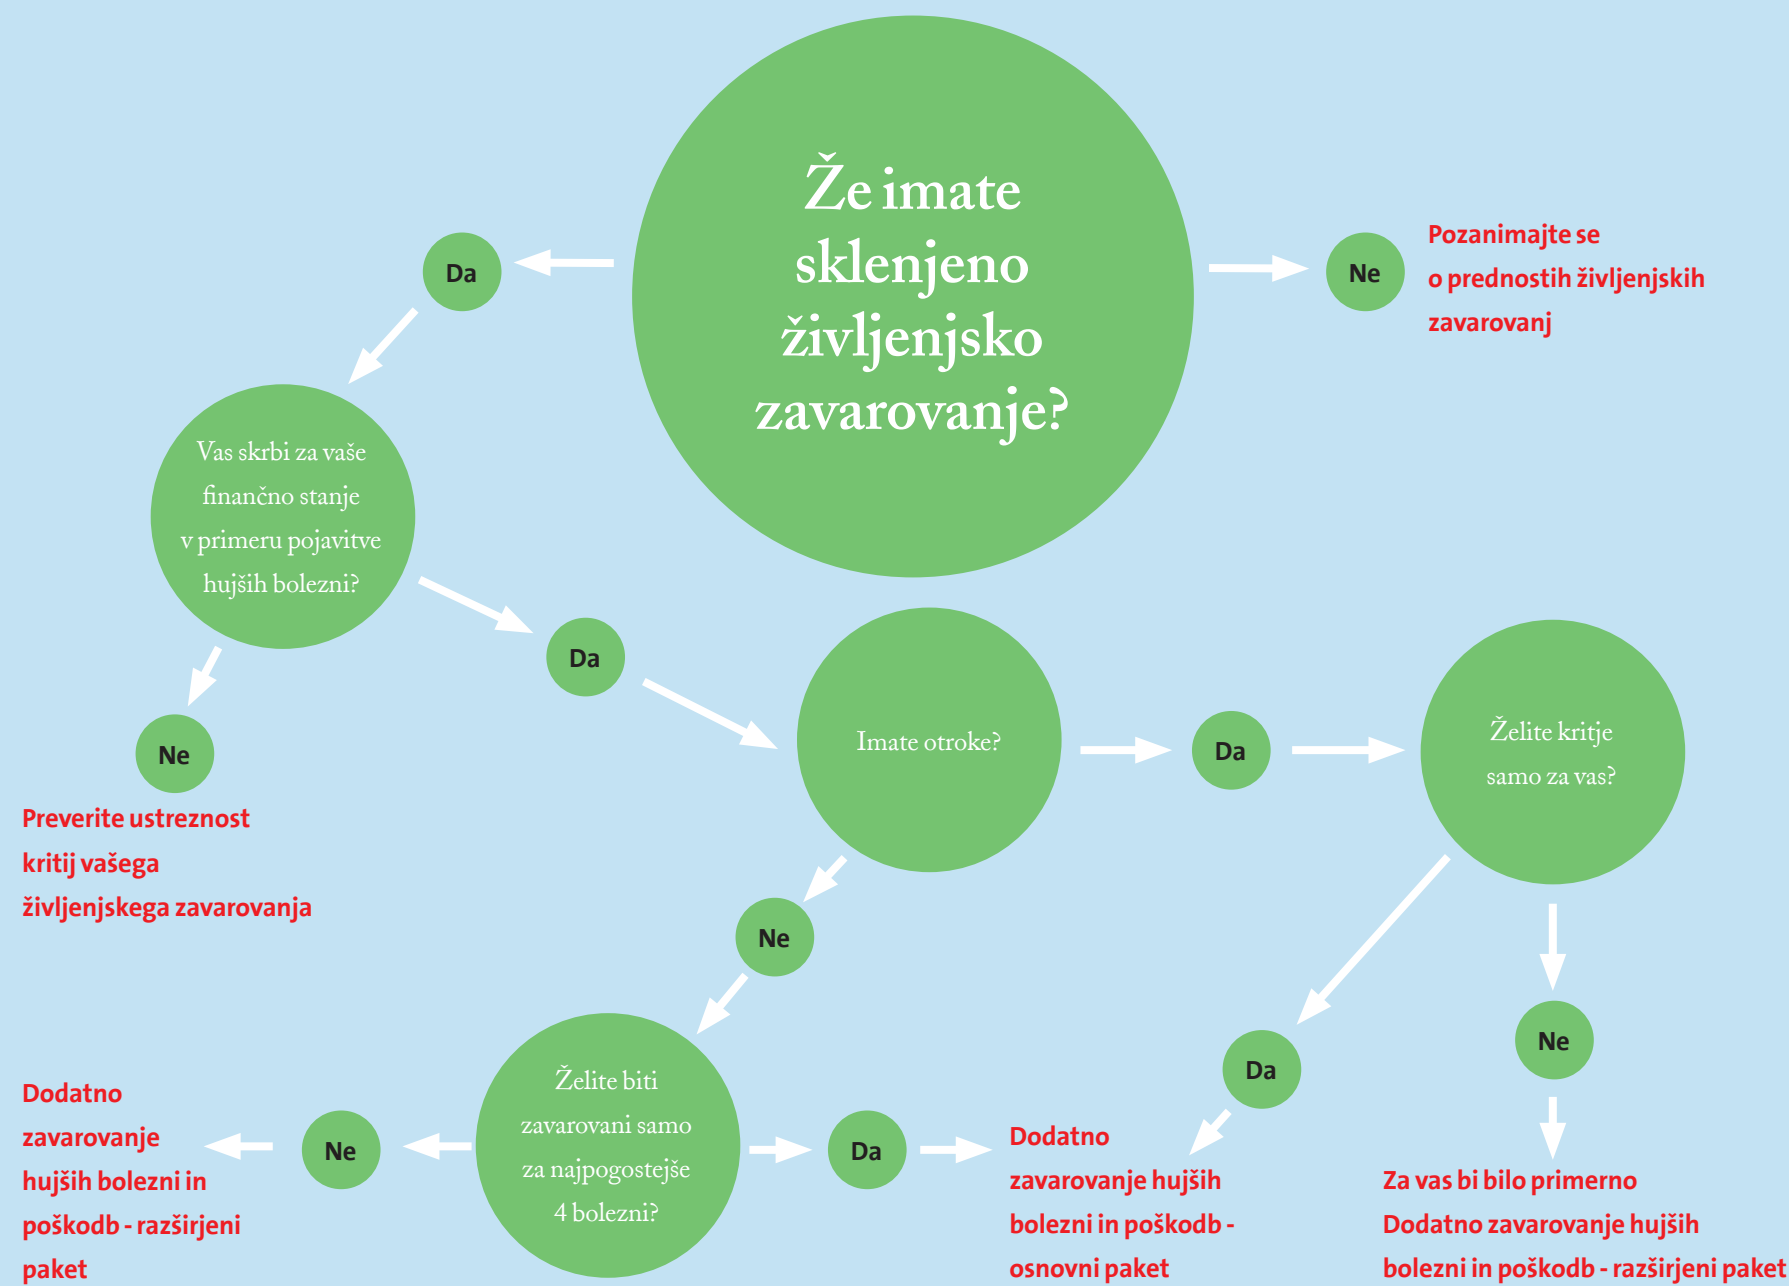 Že imate
sklenjeno
življenjsko
zavarovanje?
Da
Ne
Pozanimajte se
o prednostih življenjskih
zavarovanj
Vas skrbi za vaše
finančno stanje
v primeru pojavitve
hujših bolezni?
Da
Ne
Preverite ustreznost
kritij vašega
življenjskega zavarovanja
Imate otroke?
Da
Želite kritje
samo za vas?
Ne
Želite biti
zavarovani samo
za najpogostejše
4 bolezni?
Ne
Dodatno
zavarovanje
hujših bolezni in
poškodb - razširjeni
paket
Da
Dodatno
zavarovanje hujših
bolezni in poškodb -
osnovni paket
Da
Ne
Za vas bi bilo primerno
Dodatno zavarovanje hujših
bolezni in poškodb - razširjeni paket